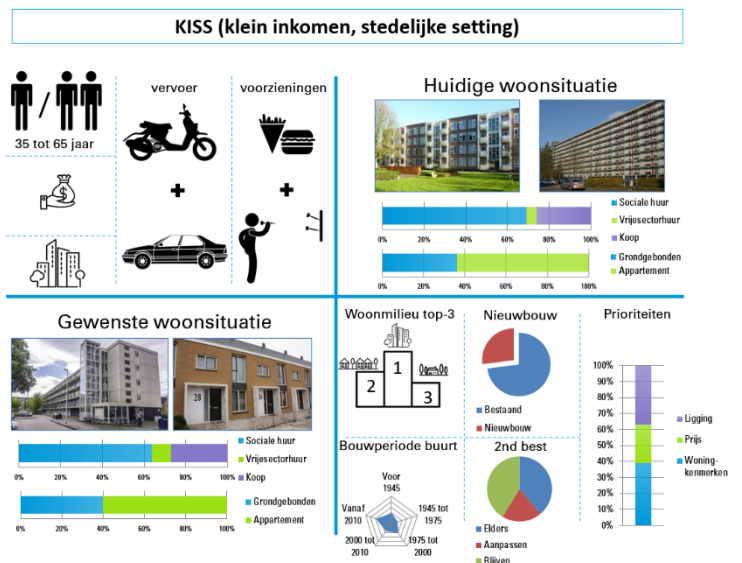 KISS (klein inkomen, stedelijke setting)
35 tot 65 jaar
vervoer
+
voorzieningen
+
Huidige woonsituatie
Sociale huur
Vrijesectorhuur
Koop
0% 20% 40% 60% 80% 100%
Grondgebonden
Appartement
0% 20% 40% 60% 80% 100%
Gewenste woonsituatie
28
Sociale huur
Vrijesectorhuur
Koop
0% 20% 40% 60% 80% 100%
Grondgebonden
Appartement
0% 20% 40% 60% 80% 100%
Woonmilieu top-3
1
2
3
Nieuwbouw
Bestaand
Nieuwbouw
Bouwperiode buurt
Voor
1945
1945 tot
1975
1975 tot
2000
2000 tot
2010
Vanaf
2010
2nd best
Elders
Aanpassen
Blijven
Prioriteiten
100%
90%
80%
70%
60%
50%
40%
30%
20%
10%
0%
Ligging
Prijs
Woning-
kenmerken